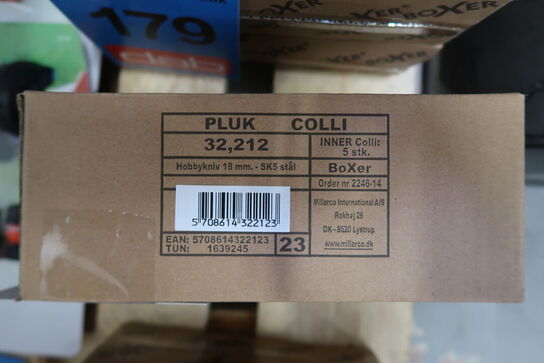 179
dab
BOXER
BOXER
PLUK COLLI
32,212
INNER Colli:
5 stk.
Hobbykniv 18 mm. - SK5 stål
BoXer
Order nr 2246-14
Millarco International A/S
Rokhøj 26
DK - 8520 Lystrup
www.millarco.dk
5 708614 322123
EAN: 5708614322123
TUN: 1639245
23